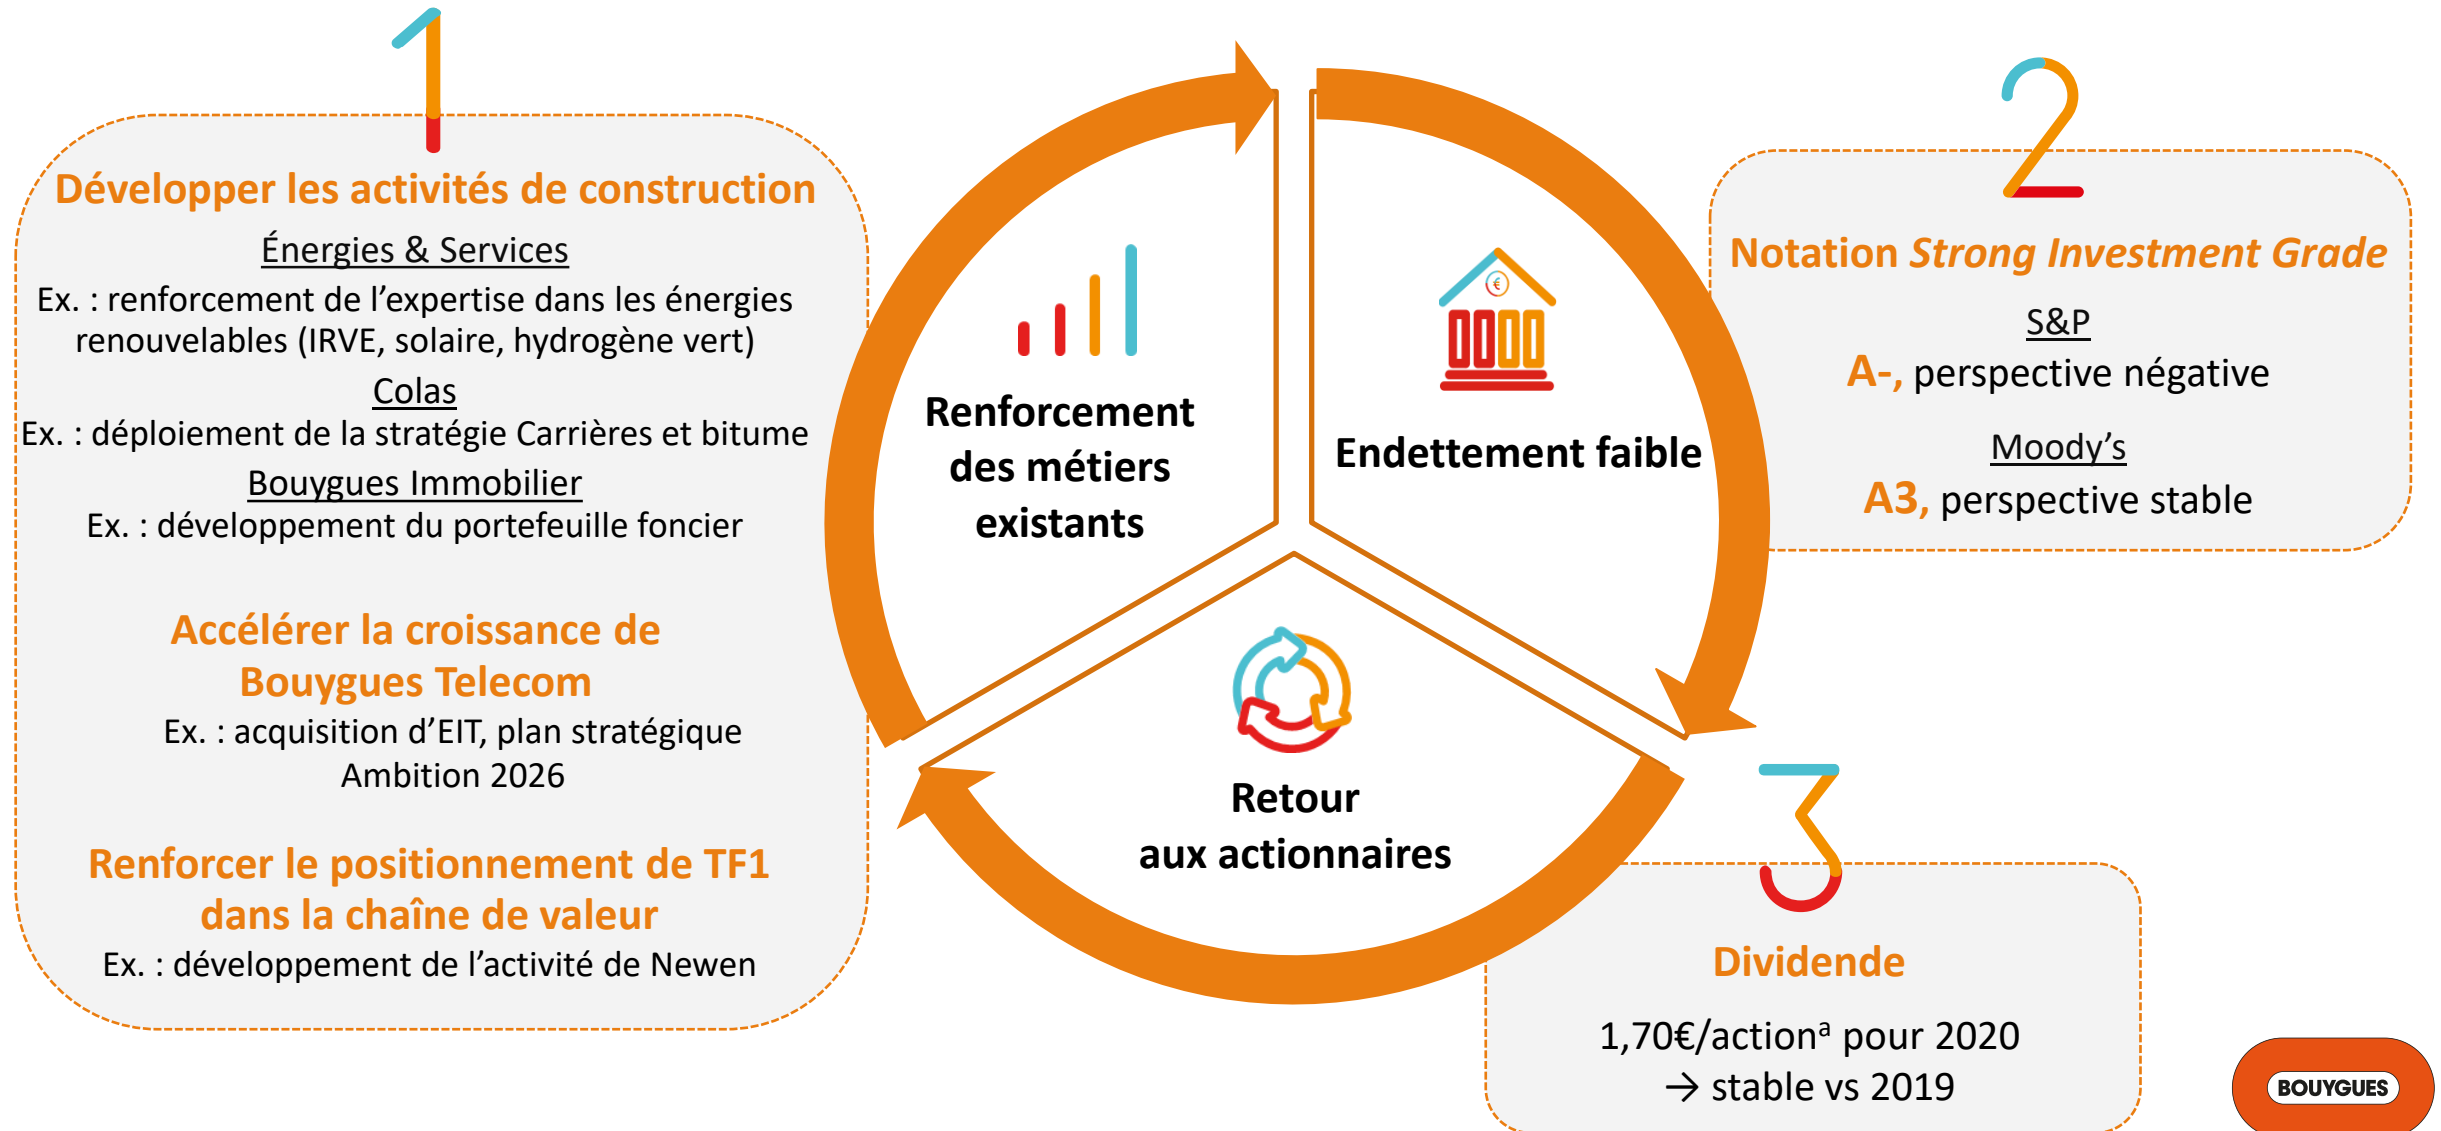 1
Développer les activités de construction
Énergies & Services
Ex. : renforcement de l’expertise dans les énergies
renouvelables (IRVE, solaire, hydrogène vert)
Colas
Ex. : déploiement de la stratégie Carrières et bitume
Bouygues Immobilier
Ex. : développement du portefeuille foncier
Accélérer la croissance de
Bouygues Telecom
Ex. : acquisition d’EIT, plan stratégique
Ambition 2026
Renforcer le positionnement de TF1
dans la chaîne de valeur
Ex. : développement de l’activité de Newen
Renforcement
des métiers
existants
€
Endettement faible
Retour
aux actionnaires
2
Notation Strong Investment Grade
S&P
A-, perspective négative
Moody’s
A3, perspective stable
3
Dividende
1,70€/actionᵃ pour 2020
→ stable vs 2019
BOUYGUES